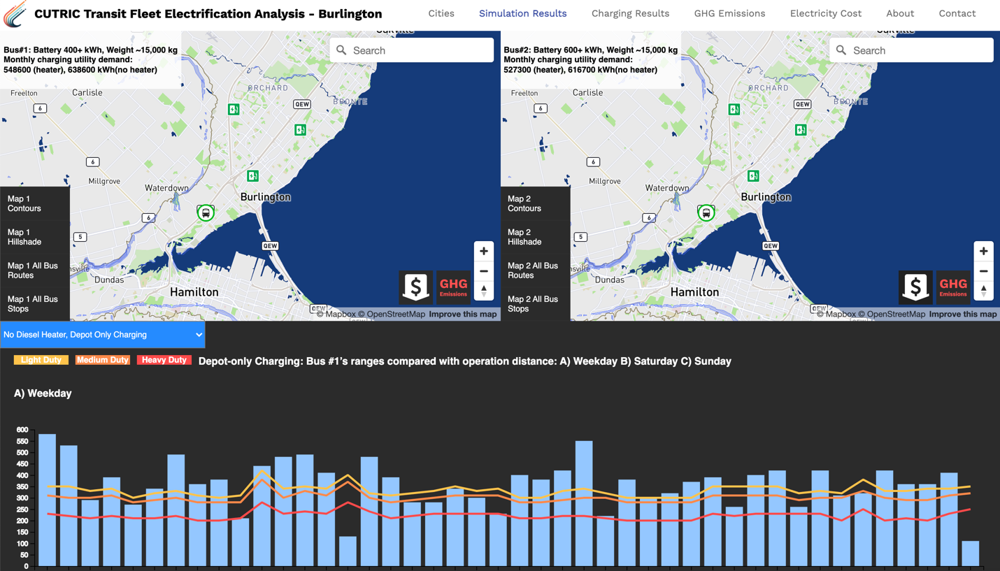 CUTRIC Transit Fleet Electrification Analysis - Burlington
Cities
Simulation Results
Charging Results
GHG Emissions
Electricity Cost
About
Contact
Bus#1: Battery 400+ kWh, Weight ~15,000 kg
Monthly charging utility demand:
548600 (heater), 638600 kWh(no heater)
Search
Oakville
ORCHARD
BRONTE
QEW
Freelton
Carlisle
6
6
Millgrove
Waterdown
Burlington
6
5
QEW
nsville
Dundas
Hamilton
QEW
Map 1
Contours
Map 1
Hillshade
Map 1 All Bus
Routes
Map 1 All Bus
Stops
$
GHG
Emissions
+
−
© Mapbox © OpenStreetMap Improve this map
Bus#2: Battery 600+ kWh, Weight ~15,000 kg
Monthly charging utility demand:
527300 (heater), 616700 kWh(no heater)
Search
Oakville
ORCHARD
BRONTE
QEW
Freelton
Carlisle
6
6
Millgrove
Waterdown
Burlington
6
5
QEW
nsville
Dundas
Hamilton
QEW
Map 2
Contours
Map 2
Hillshade
Map 2 All Bus
Routes
Map 2 All Bus
Stops
$
GHG
Emissions
+
−
© Mapbox © OpenStreetMap Improve this map
No Diesel Heater, Depot Only Charging
Light Duty
Medium Duty
Heavy Duty
Depot-only Charging: Bus #1's ranges compared with operation distance: A) Weekday B) Saturday C) Sunday
A) Weekday
600
550
500
450
400
350
300
250
200
150
100
50
0